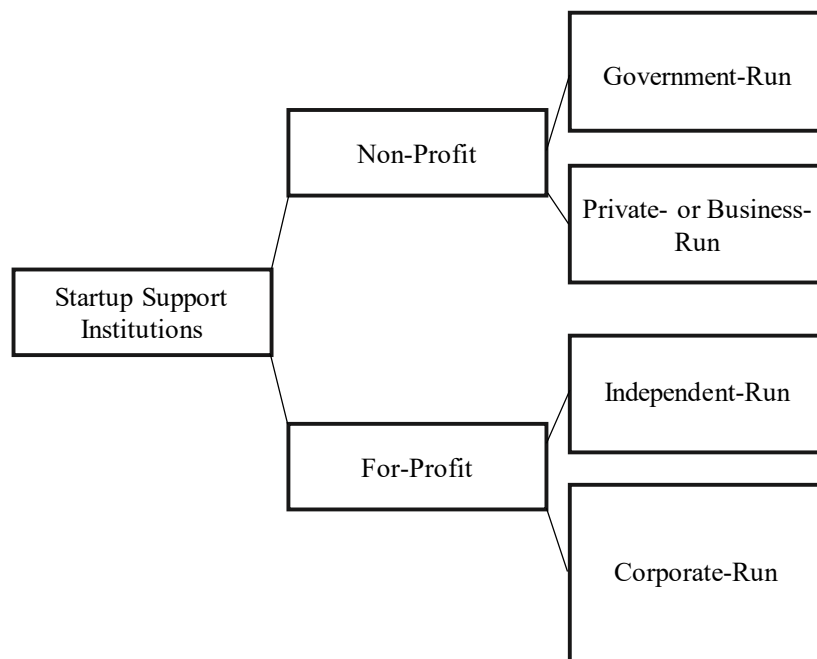 Startup Support
Institutions
Non-Profit
Government-Run
Private- or Business-
Run
For-Profit
Independent-Run
Corporate-Run